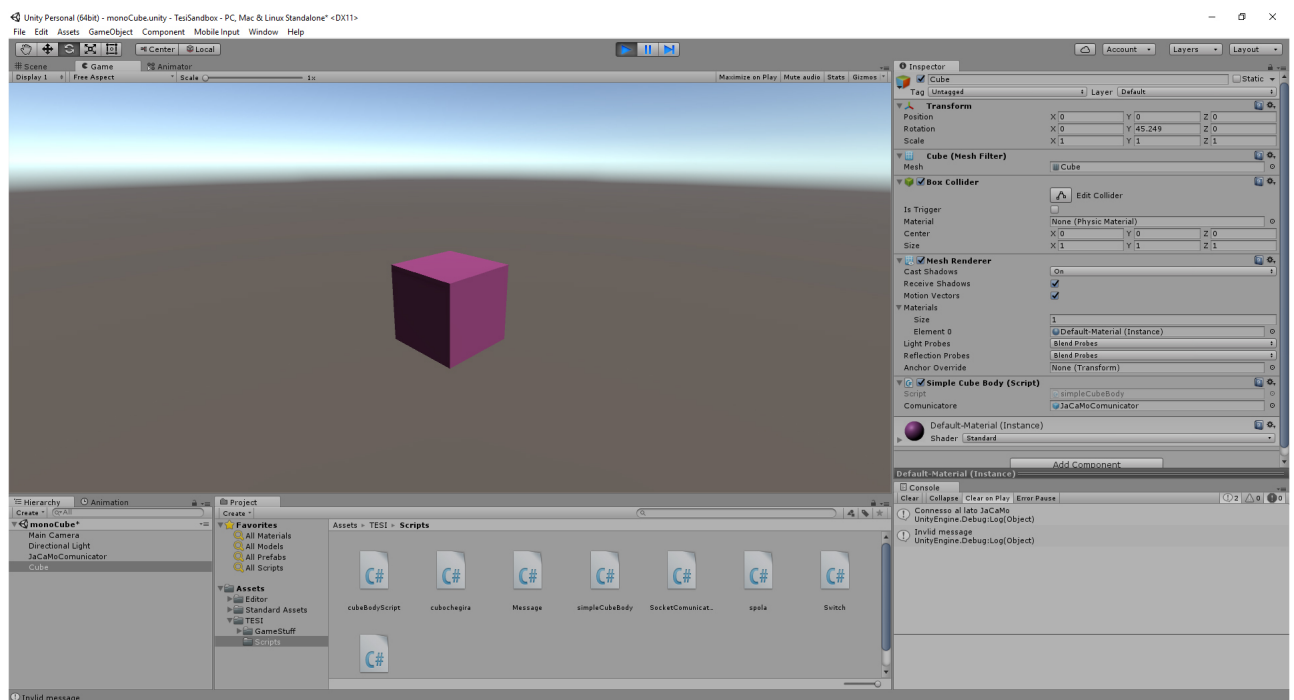 Unity Personal (64bit) - monoCube.unity - TesiSandbox - PC, Mac & Linux Standalone* <DX11>
File Edit Assets GameObject Component Mobile Input Window Help
Center Local Account Layers Layout
Scene Game Animator
Display 1 Free Aspect Scale 1x Maximize on Play Mute audio Stats Gizmos
Inspector
Cube Static
Tag Untagged Layer Default
Transform
Position X 0 Y 0 Z 0
Rotation X 0 Y 45.249 Z 0
Scale X 1 Y 1 Z 1
Cube (Mesh Filter)
Mesh Cube
Box Collider
Edit Collider
Is Trigger
Material None (Physic Material)
Center X 0 Y 0 Z 0
Size X 1 Y 1 Z 1
Mesh Renderer
Cast Shadows On
Receive Shadows
Motion Vectors
Materials
Size 1
Element 0 Default-Material (Instance)
Light Probes Blend Probes
Reflection Probes Blend Probes
Anchor Override None (Transform)
Simple Cube Body (Script)
Script simpleCubeBody
Comunicatore JaCaMoComunicator
Default-Material (Instance)
Shader Standard
Add Component
Default-Material (Instance)
Hierarchy Animation
Create All
monoCube*
Main Camera
Directional Light
JaCaMoComunicator
Cube
Project
Create
Favorites
All Materials
All Models
All Prefabs
All Scripts
Assets
Editor
Standard Assets
TESI
GameStuff
Scripts
Assets TESI Scripts
C# C# C# C# C# C# C#
cubeBodyScript cubochegira Message simpleCubeBody SocketComunicat.. spola Switch
C#
Console
Clear Collapse Clear on Play Error Pause 2 0 0
Connesso al lato JaCaMo
UnityEngine.Debug:Log(Object)
Invlid message
UnityEngine.Debug:Log(Object)
Invlid message